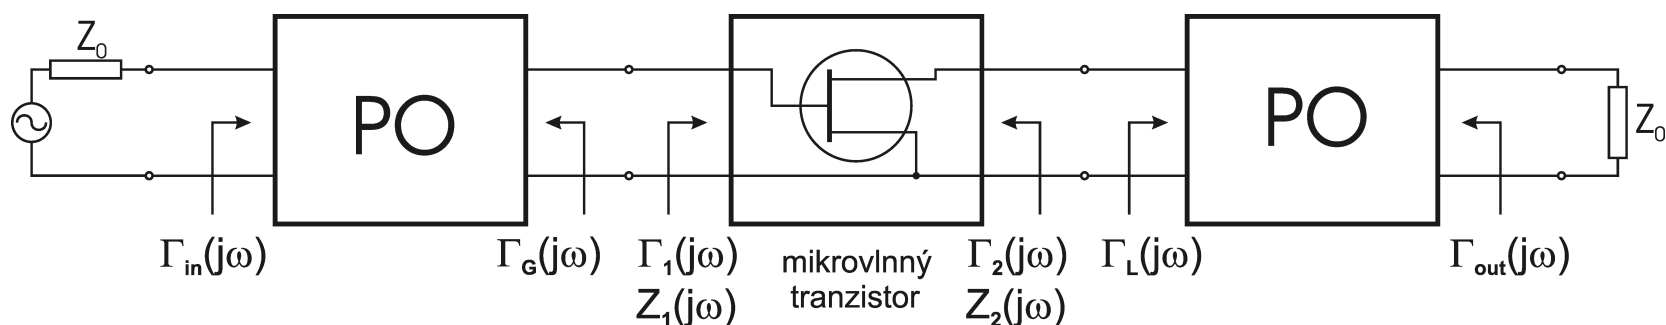 Z₀
PO
PO
Z₀
Γin(jω)
ΓG(jω)
Γ1(jω)
Z1(jω)
mikrovlnný
tranzistor
Γ2(jω)
Z2(jω)
ΓL(jω)
Γout(jω)